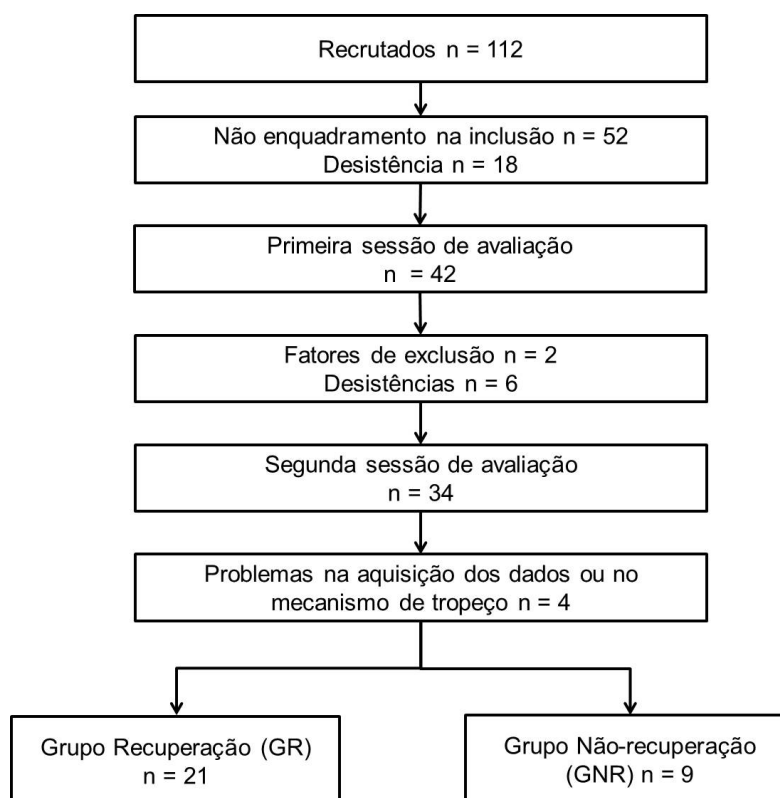 Recrutados n = 112
Não enquadramento na inclusão n = 52
Desistência n = 18
Primeira sessão de avaliação
n = 42
Fatores de exclusão n = 2
Desistências n = 6
Segunda sessão de avaliação
n = 34
Problemas na aquisição dos dados ou no
mecanismo de tropeço n = 4
Grupo Recuperação (GR)
n = 21
Grupo Não-recuperação
(GNR) n = 9